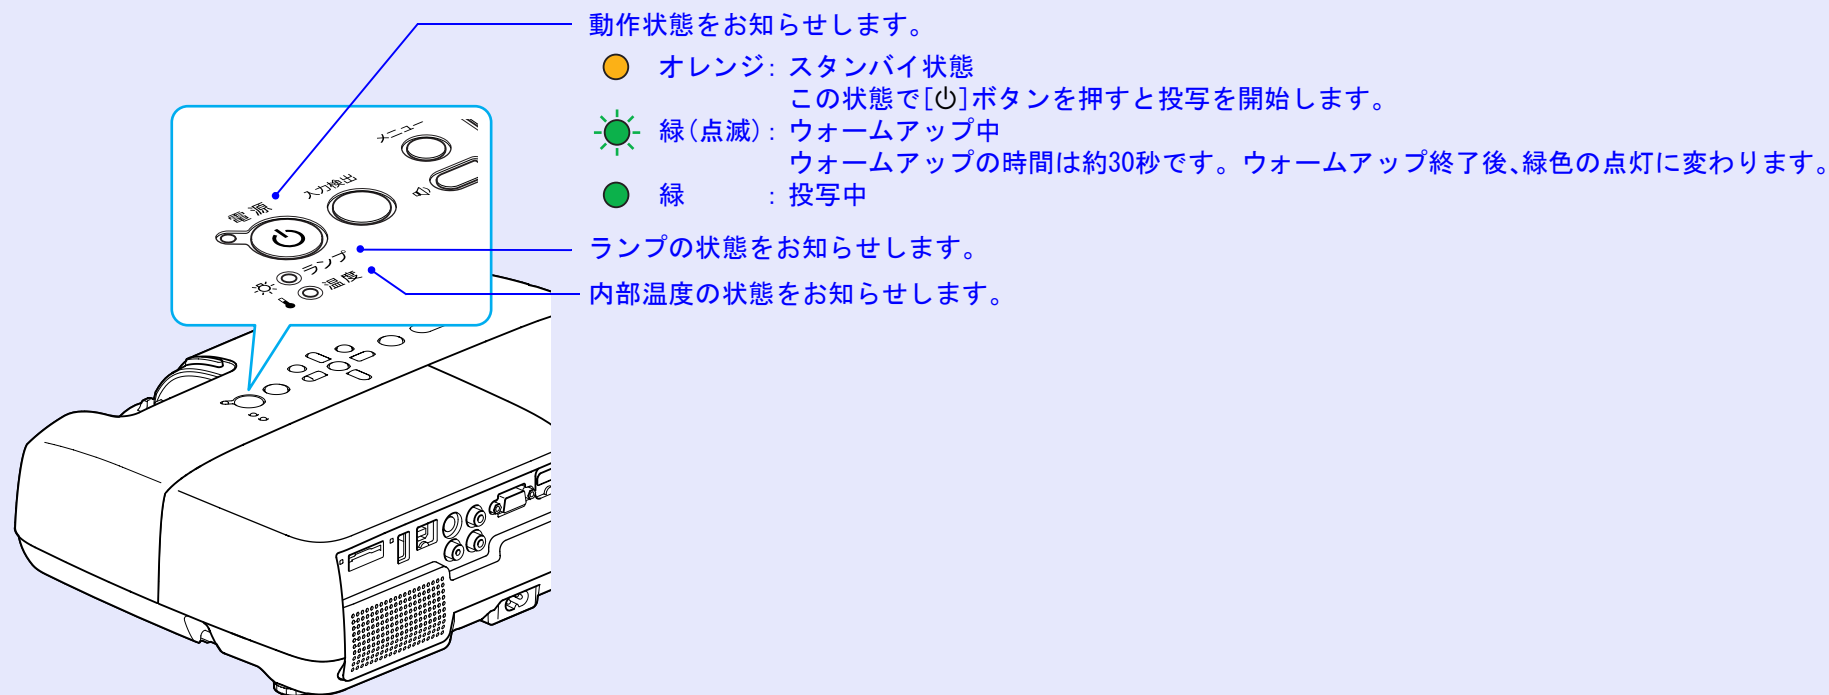 動作状態をお知らせします。
オレンジ：スタンバイ状態
この状態で[⏻]ボタンを押すと投写を開始します。
緑(点滅)：ウォームアップ中
ウォームアップの時間は約30秒です。ウォームアップ終了後、緑色の点灯に変わります。
緑　　　：投写中
ランプの状態をお知らせします。
内部温度の状態をお知らせします。
メニュー
入力検出
電源
ランプ
温度